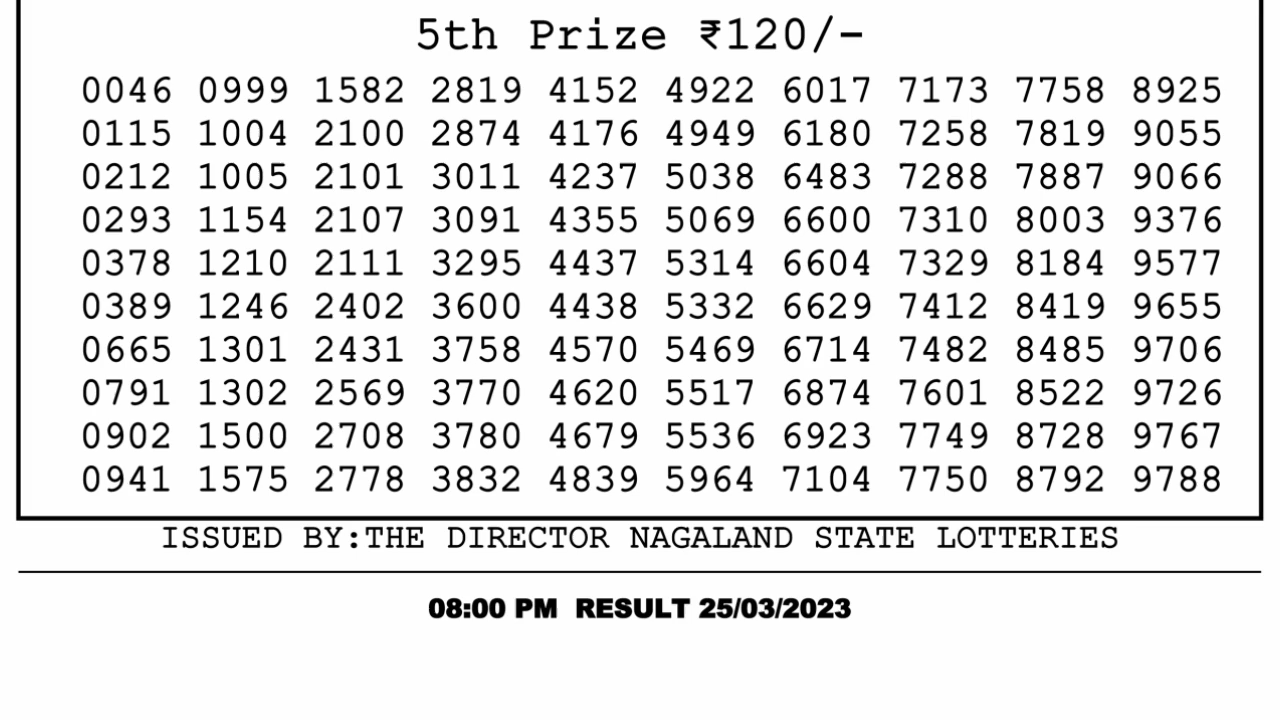 5th Prize ₹120/-
0046 0999 1582 2819 4152 4922 6017 7173 7758 8925
0115 1004 2100 2874 4176 4949 6180 7258 7819 9055
0212 1005 2101 3011 4237 5038 6483 7288 7887 9066
0293 1154 2107 3091 4355 5069 6600 7310 8003 9376
0378 1210 2111 3295 4437 5314 6604 7329 8184 9577
0389 1246 2402 3600 4438 5332 6629 7412 8419 9655
0665 1301 2431 3758 4570 5469 6714 7482 8485 9706
0791 1302 2569 3770 4620 5517 6874 7601 8522 9726
0902 1500 2708 3780 4679 5536 6923 7749 8728 9767
0941 1575 2778 3832 4839 5964 7104 7750 8792 9788
ISSUED BY:THE DIRECTOR NAGALAND STATE LOTTERIES
08:00 PM RESULT 25/03/2023